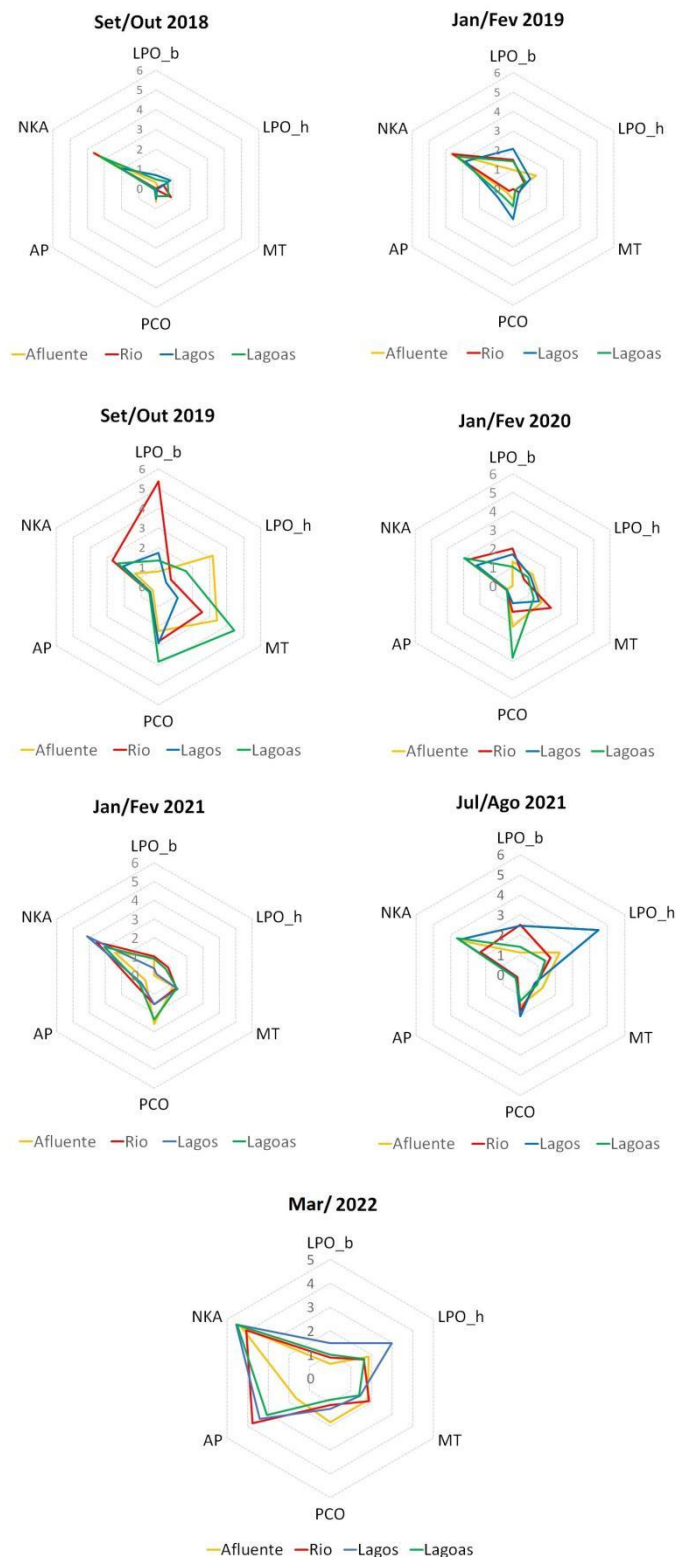 Set/Out 2018
LPO_b
6
5
4
3
2
1
0
LPO_h
MT
PCO
AP
NKA
Afluente Rio Lagos Lagoas
Jan/Fev 2019
LPO_b
6
5
4
3
2
1
0
LPO_h
MT
PCO
AP
NKA
Afluente Rio Lagos Lagoas
Set/Out 2019
LPO_b
6
5
4
3
2
1
0
LPO_h
MT
PCO
AP
NKA
Afluente Rio Lagos Lagoas
Jan/Fev 2020
LPO_b
6
5
4
3
2
1
0
LPO_h
MT
PCO
AP
NKA
Afluente Rio Lagos Lagoas
Jan/Fev 2021
LPO_b
6
5
4
3
2
1
0
LPO_h
MT
PCO
AP
NKA
Afluente Rio Lagos Lagoas
Jul/Ago 2021
LPO_b
6
5
4
3
2
1
0
LPO_h
MT
PCO
AP
NKA
Afluente Rio Lagos Lagoas
Mar/ 2022
LPO_b
5
4
3
2
1
0
LPO_h
MT
PCO
AP
NKA
Afluente Rio Lagos Lagoas